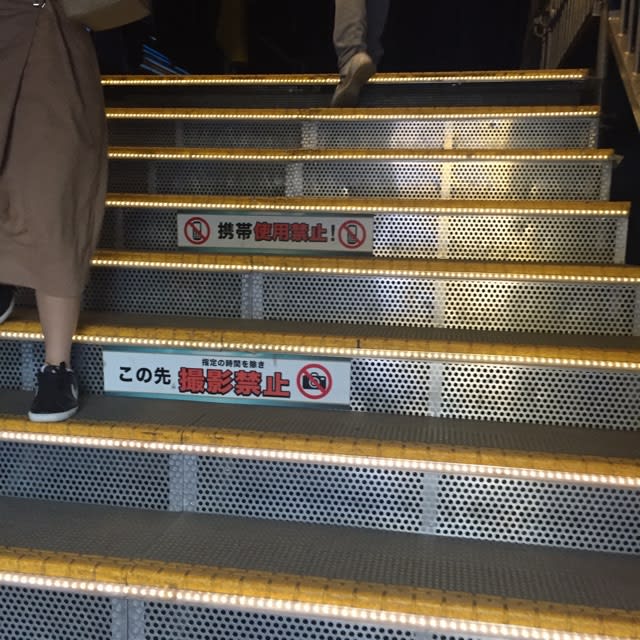 携帯使用禁止！
指定の時間を除き
この先 撮影禁止